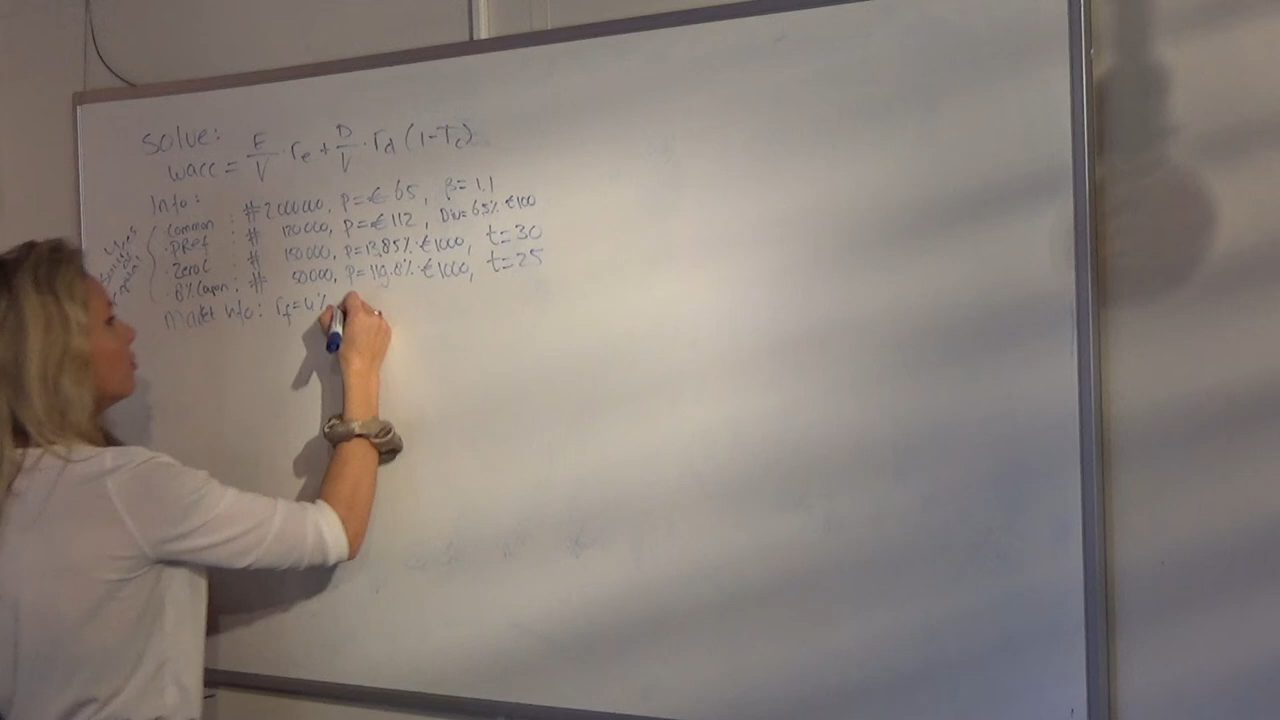 Solve:
wacc = E/V · re + D/V · rd (1-Tc)
Info:
Common : # 2000000, P=€ 65, β= 1.1
· Pref : # 120000, P=€ 112, Div= 6.5% €100
· Zero C : # 150000, P=13,85% · €1000, t=30
· 8% Coupon : # 50000, P=119.8% · €1000, t=25
Market info: rf=4%